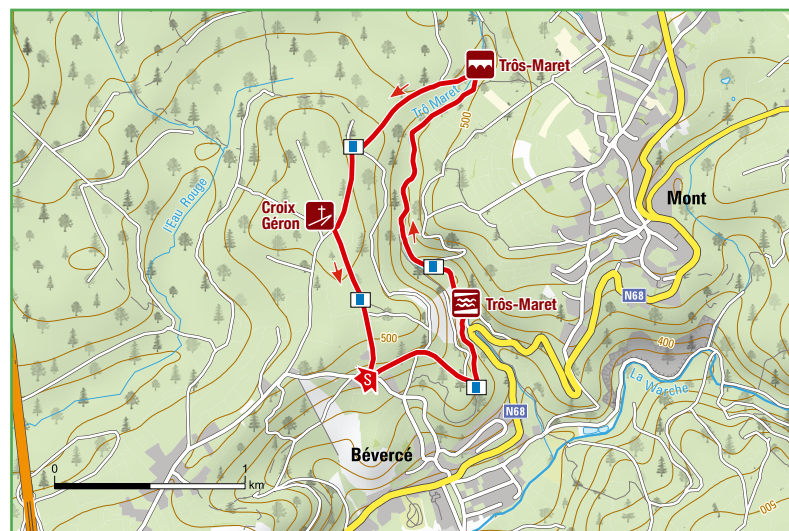 Trôs-Maret
Trô Maret
500
l'Eau Rouge
Croix
Géron
Mont
N68
Trôs-Maret
500
400
La Warche
S
N68
Bévercé
0
1
km
500